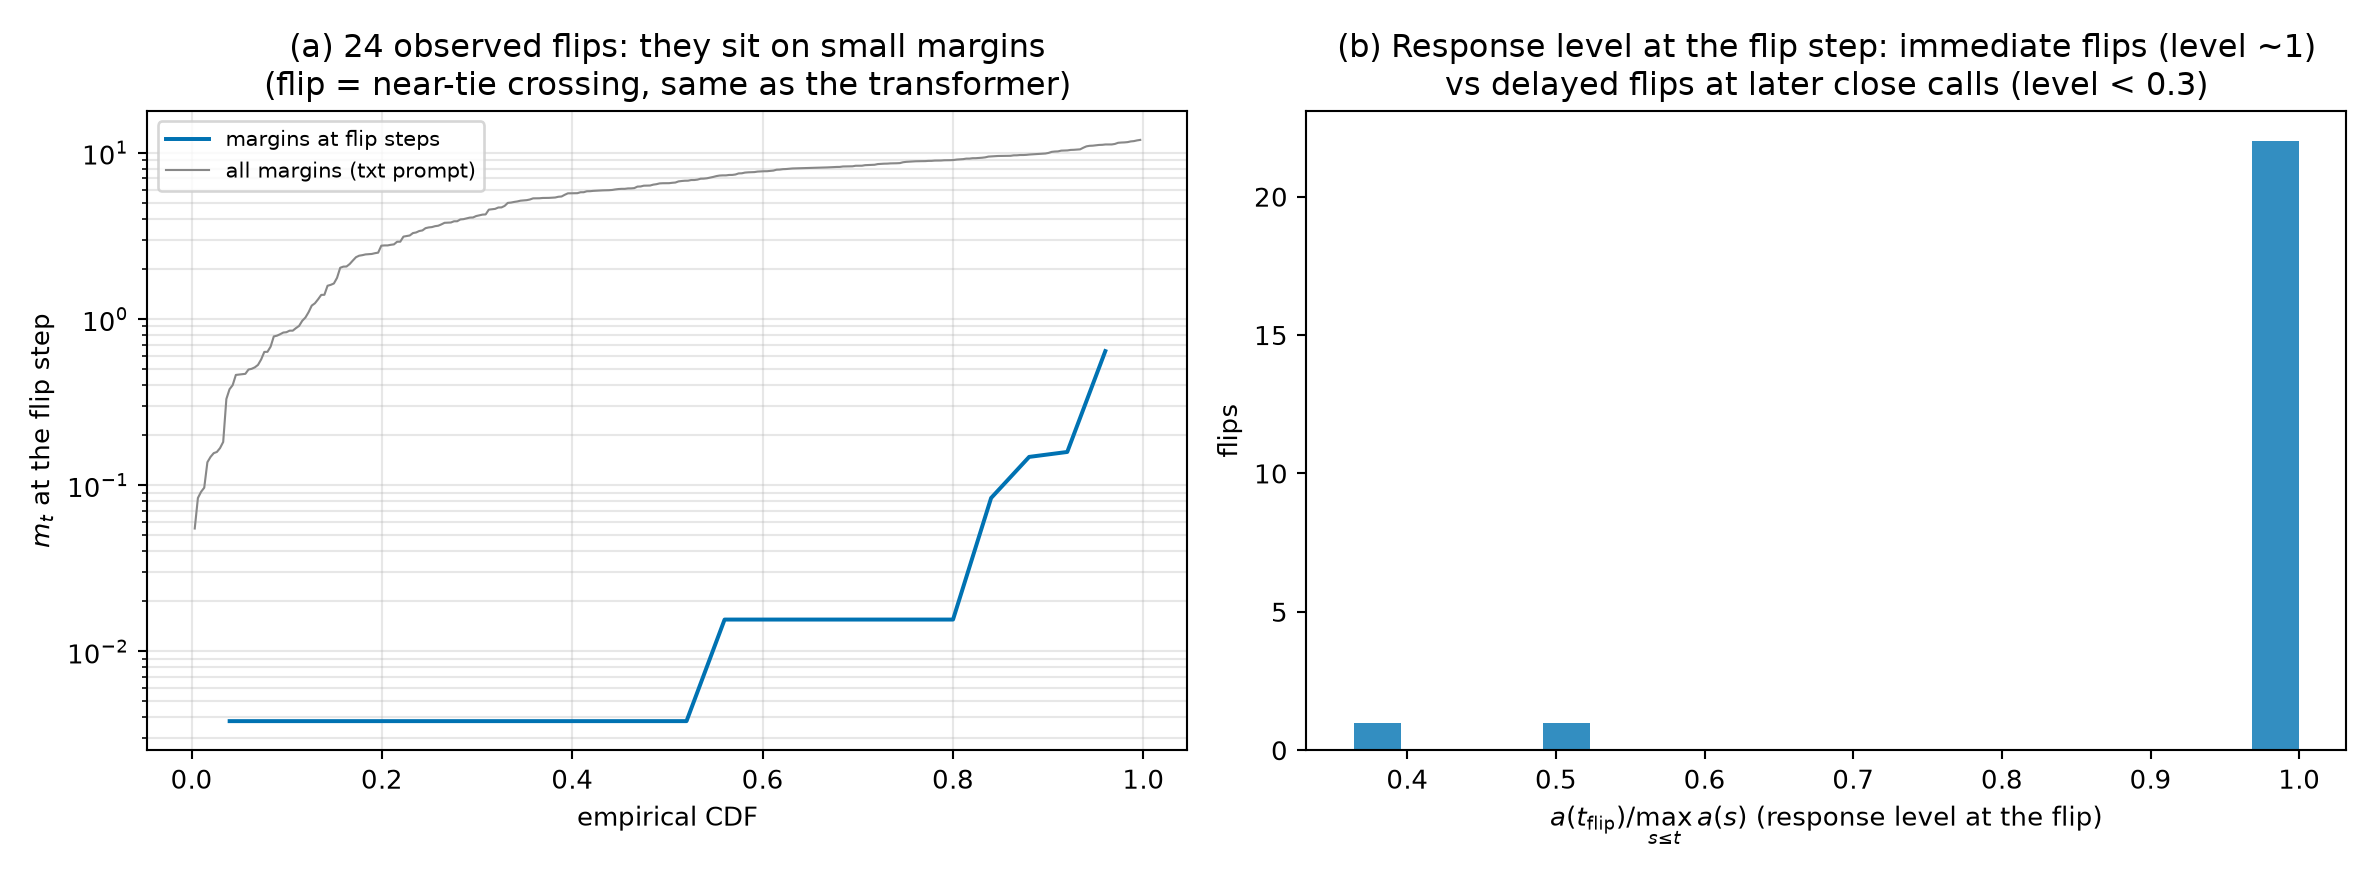 (a) 24 observed flips: they sit on small margins
(flip = near-tie crossing, same as the transformer)
margins at flip steps
all margins (txt prompt)
10¹
10⁰
10⁻¹
10⁻²
m_t at the flip step
0.0 0.2 0.4 0.6 0.8 1.0
empirical CDF
(b) Response level at the flip step: immediate flips (level ~1)
vs delayed flips at later close calls (level < 0.3)
20
15
10
5
0
flips
0.4 0.5 0.6 0.7 0.8 0.9 1.0
a(t_flip)/max_{s≤t} a(s) (response level at the flip)